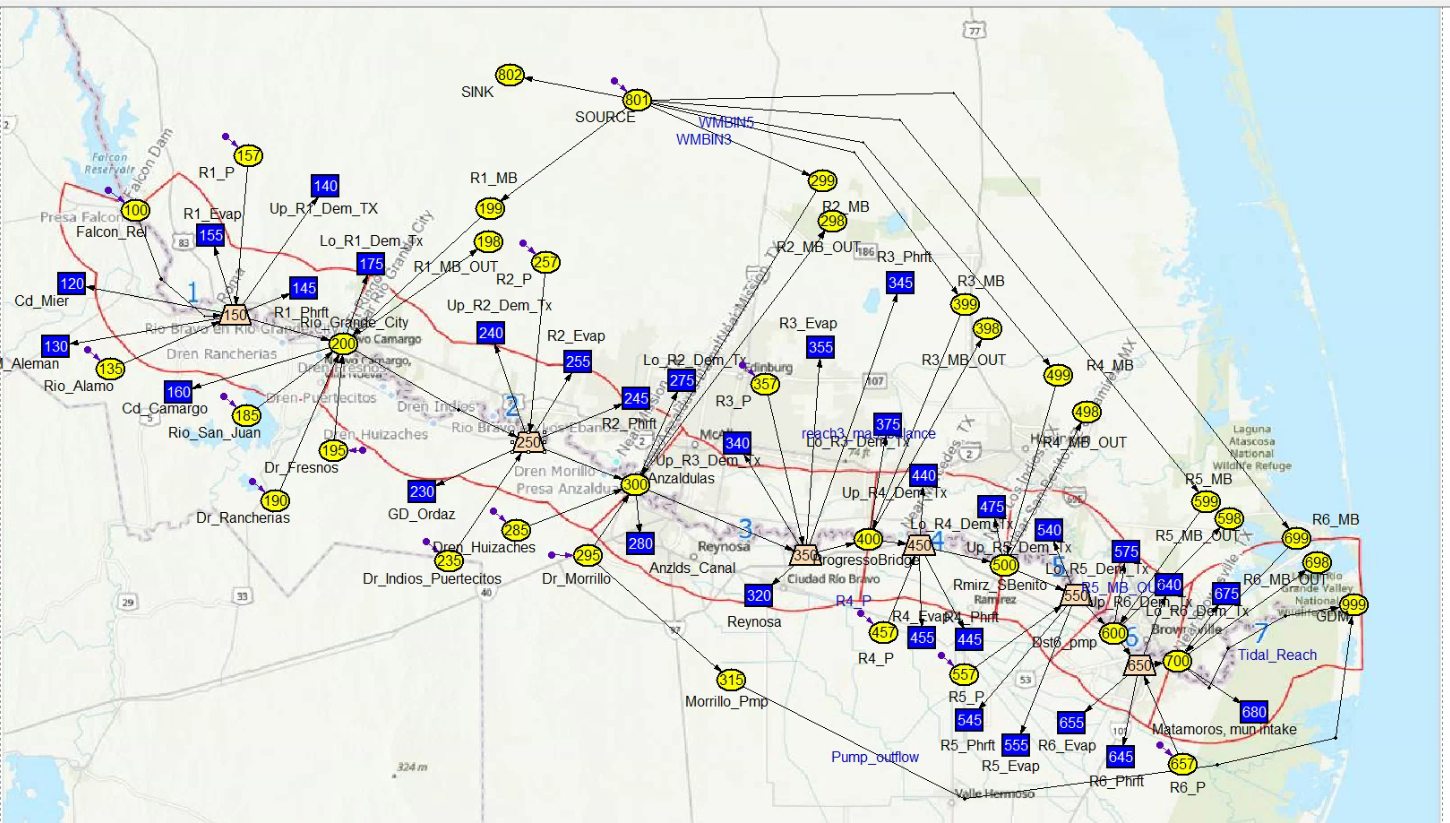 77
802
SINK
801
SOURCE
WMBIN5
WMBIN3
2
Falcon
Reservoir
Falcon Dam
157
R1_P
140
Up_R1_Dem_TX
R1_MB
199
299
R2_MB
298
R2_MB_OUT
100
Presa Falcon
Falcon_Rel
R1_Evap
155
83
Lo_R1_Dem_Tx
175
198
R1_MB_OUT
257
R2_P
186
R3_Phrft
345
R3_MB
399
398
R3_MB_OUT
120
Cd_Mier
1
Roma
145
R1_Phrft
150
Rio_Grande_City
Rio Grande City
Up_R2_Dem_Tx
240
R2_Evap
255
R3_Evap
355
130
Aleman
135
Rio_Alamo
Dren Rancherias
200
160
Cd_Camargo
Dren Puertecitos
185
Rio_San_Juan
Dren Indios
2
245
R2_Phrft
Lo_R2_Dem_Tx
275
Edinburg
357
R3_P
107
499
R4_MB
498
R4_MB_OUT
195
Dr_Fresnos
Dren Huizaches
250
Dren Morillo
Presa Anzalduas
340
Up_R3_Dem_Tx
reach3_massbalance
375
Lo_R3_Dem_Tx
74 ft
2
Laguna
Atascosa
National
Wildlife Refuge
190
Dr_Rancherias
230
GD_Ordaz
300
Anzaldulas
440
Up_R4_Dem_Tx
475
Lo_R4_Dem_Tx
R5_MB
599
598
R5_MB_OUT
R6_MB
699
698
R6_MB_OUT
285
Dren_Huizaches
235
Dr_Indios_Puertecitos
295
Dr_Morrillo
280
Anzlds_Canal
Reynosa
3
350
400
ProgressoBridge
Ciudad Río Bravo
450
4
500
Rmirz_SBenito
Ramirez
540
Up_R5_Dem_Tx
5
575
Lo_R5_Dem_Tx
550
640
Up_R6_Dem_Tx
675
Lo_R6_Dem_Tx
Grande Valley
National
999
GDM
320
Reynosa
R4_P
457
R4_P
R4_Evap
455
R4_Phrft
445
Dst6_pmp
600
6
650
700
7
Tidal_Reach
29
33
40
97
315
Morrillo_Pmp
557
R5_P
53
545
R5_Phrft
555
R5_Evap
655
R6_Evap
101
645
R6_Phrft
680
Matamoros, mun intake
657
R6_P
Pump_outflow
324 m
Valle Hermoso